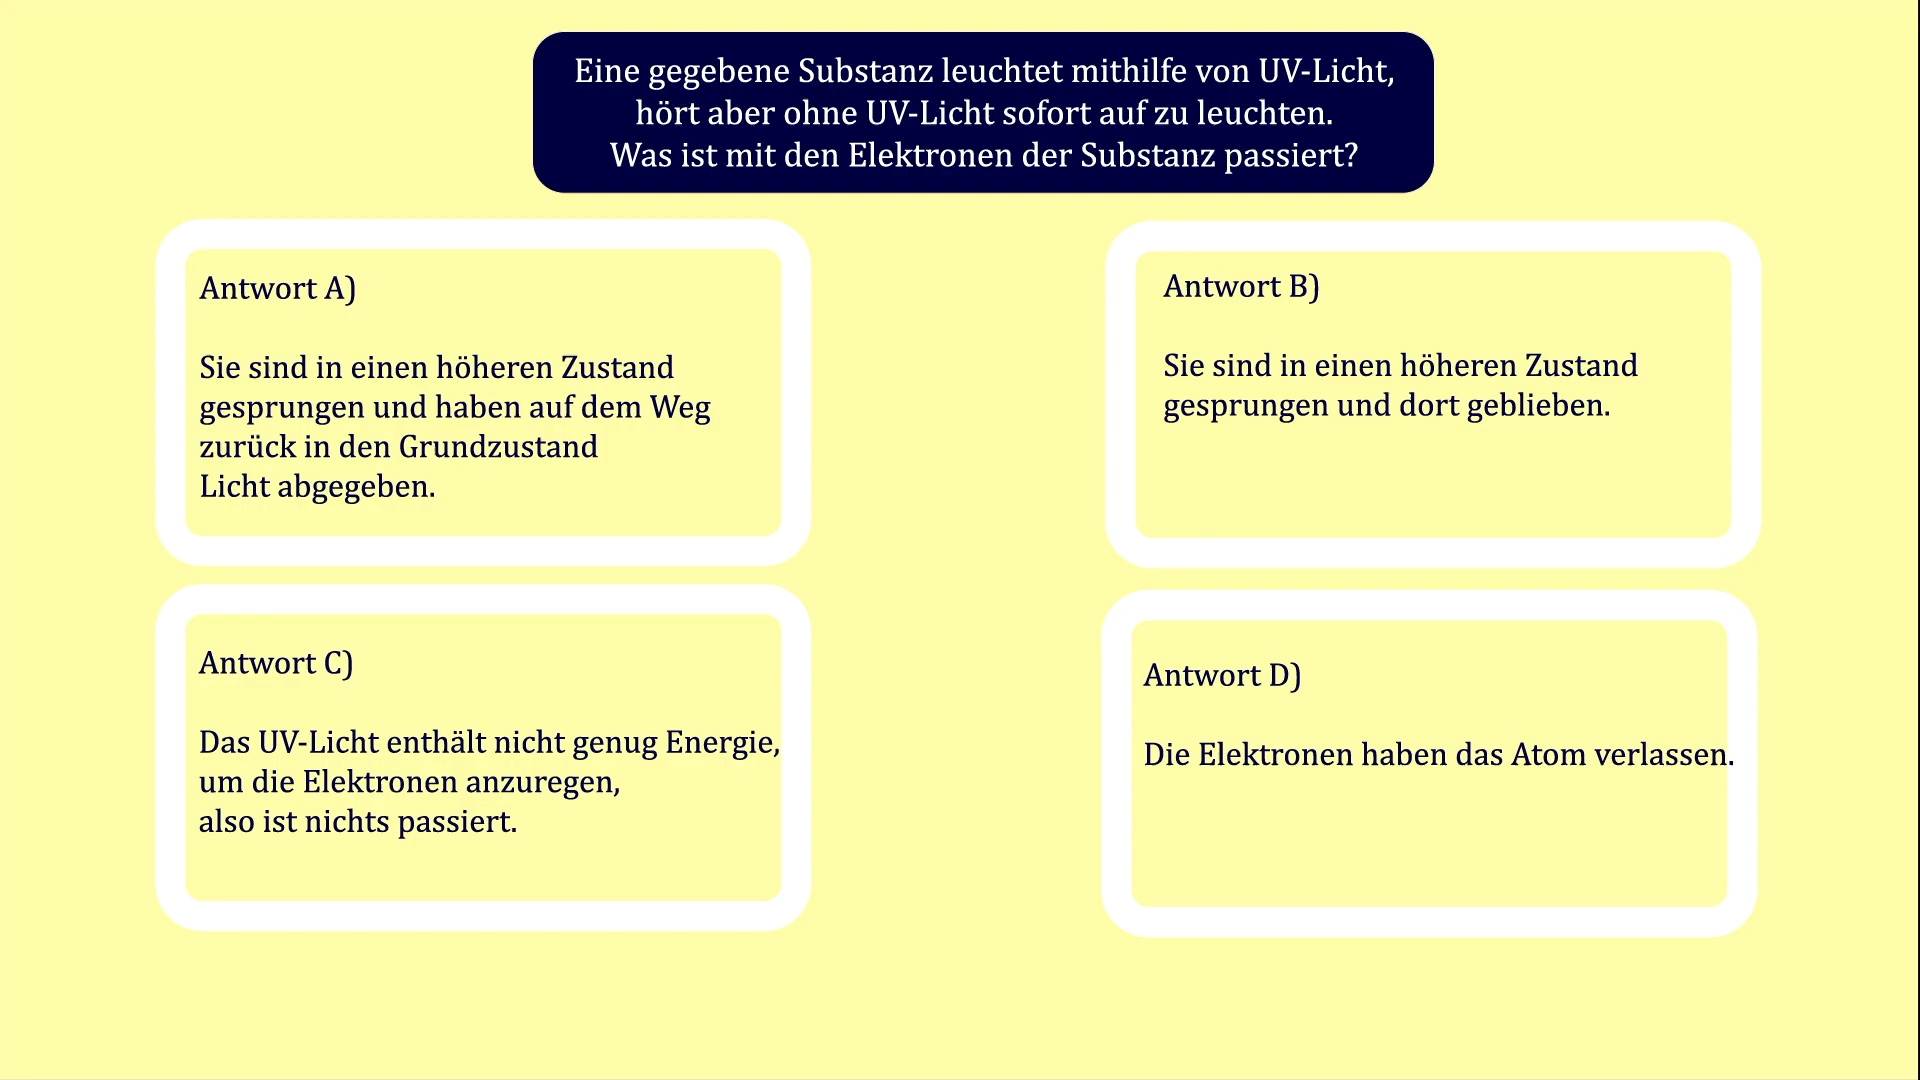 Eine gegebene Substanz leuchtet mithilfe von UV-Licht,
hört aber ohne UV-Licht sofort auf zu leuchten.
Was ist mit den Elektronen der Substanz passiert?
Antwort A)
Sie sind in einen höheren Zustand
gesprungen und haben auf dem Weg
zurück in den Grundzustand
Licht abgegeben.
Antwort B)
Sie sind in einen höheren Zustand
gesprungen und dort geblieben.
Antwort C)
Das UV-Licht enthält nicht genug Energie,
um die Elektronen anzuregen,
also ist nichts passiert.
Antwort D)
Die Elektronen haben das Atom verlassen.